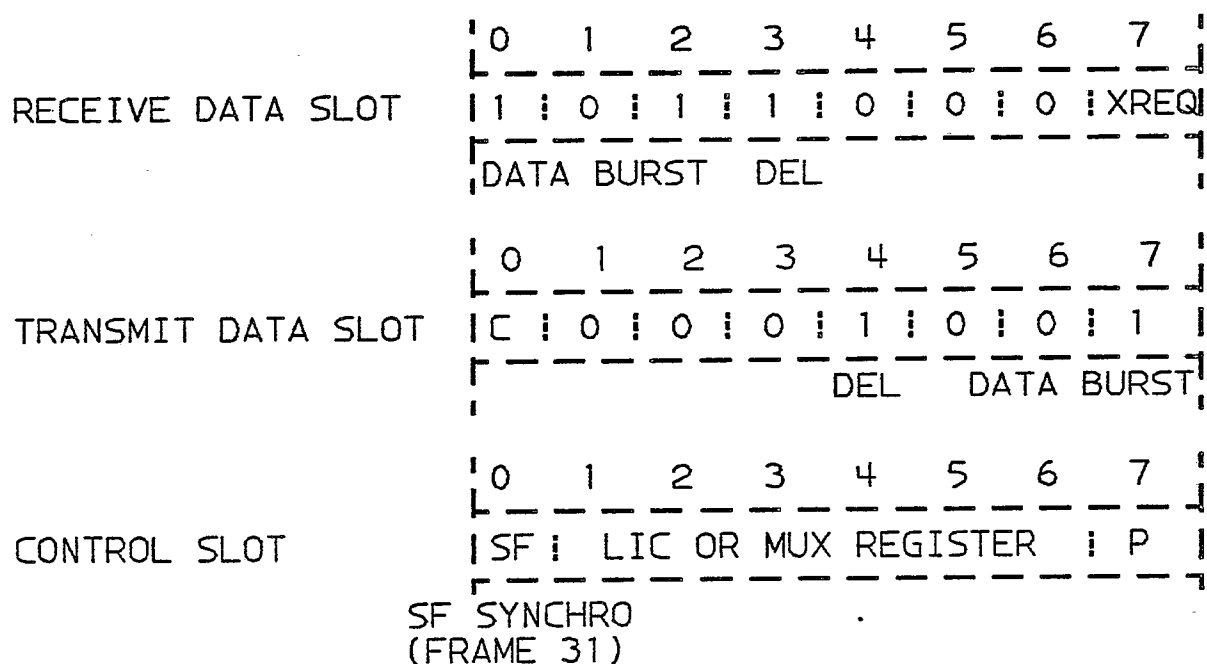 0 1 2 3 4 5 6 7
RECEIVE DATA SLOT 1 0 1 1 0 0 0 XREQ
DATA BURST DEL
0 1 2 3 4 5 6 7
TRANSMIT DATA SLOT C 0 0 0 1 0 0 1
DEL DATA BURST
0 1 2 3 4 5 6 7
CONTROL SLOT SF LIC OR MUX REGISTER P
SF SYNCHRO
(FRAME 31)